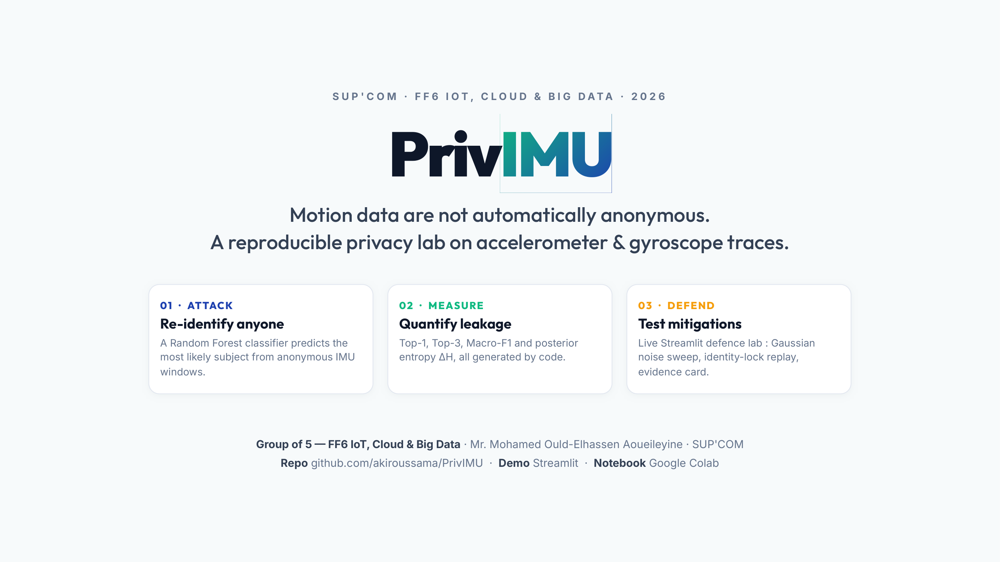 SUP'COM · FF6 IOT, CLOUD & BIG DATA · 2026
PrivIMU
Motion data are not automatically anonymous.
A reproducible privacy lab on accelerometer & gyroscope traces.
01 · ATTACK
Re-identify anyone
A Random Forest classifier predicts the
most likely subject from anonymous IMU
windows.
02 · MEASURE
Quantify leakage
Top-1, Top-3, Macro-F1 and posterior
entropy ΔH, all generated by code.
03 · DEFEND
Test mitigations
Live Streamlit defence lab : Gaussian
noise sweep, identity-lock replay,
evidence card.
Group of 5 — FF6 IoT, Cloud & Big Data · Mr. Mohamed Ould-Elhassen Aoueileyine · SUP'COM
Repo github.com/akiroussama/PrivIMU · Demo Streamlit · Notebook Google Colab